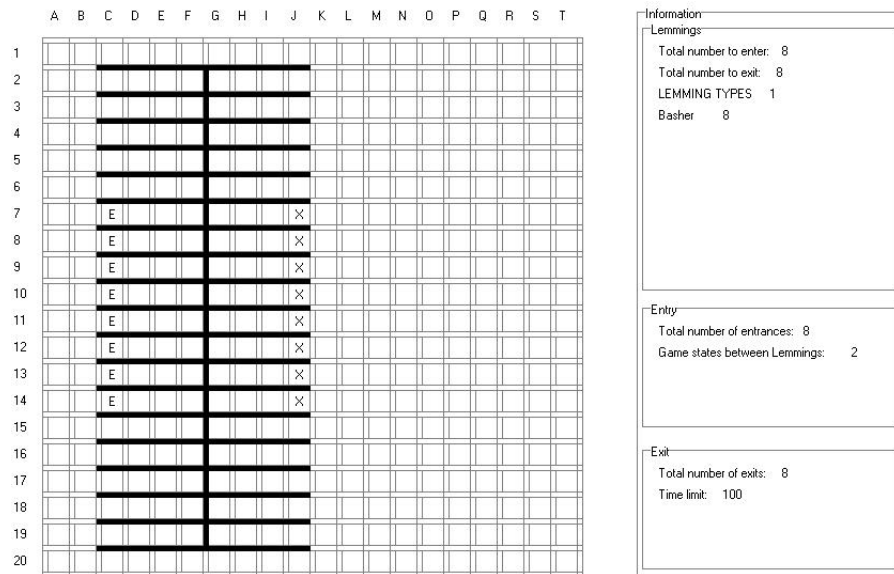 A B C D E F G H I J K L M N O P Q R S T
1
2
3
4
5
6
7 E X
8 E X
9 E X
10 E X
11 E X
12 E X
13 E X
14 E X
15
16
17
18
19
20
Information
Lemmings
Total number to enter: 8
Total number to exit: 8
LEMMING TYPES 1
Basher 8
Entry
Total number of entrances: 8
Game states between Lemmings: 2
Exit
Total number of exits: 8
Time limit: 100